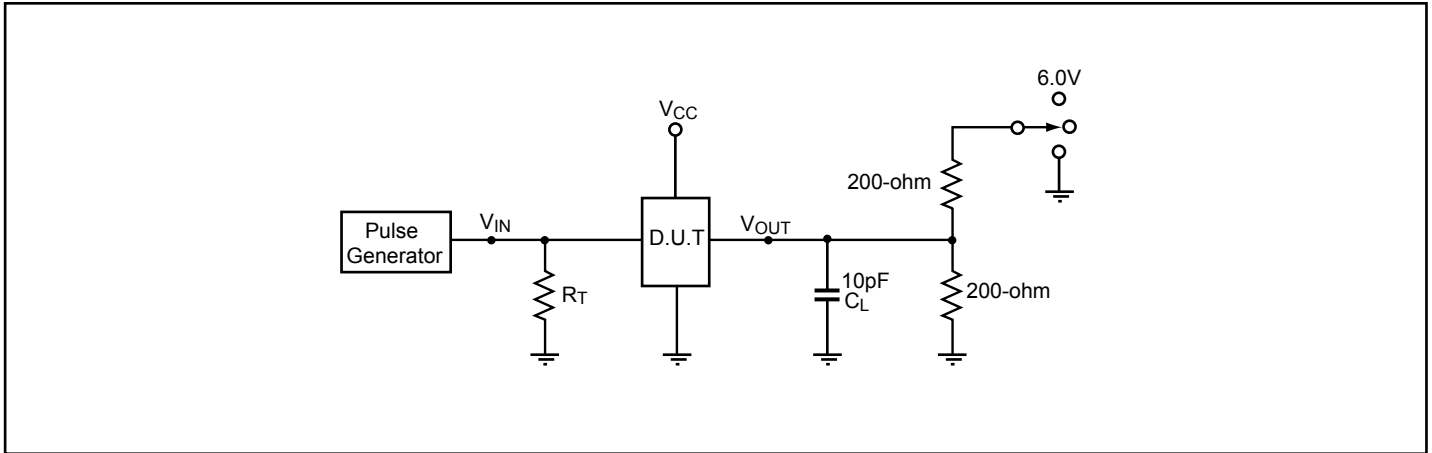 6.0V
VCC
200-ohm
Pulse
Generator
VIN
D.U.T
VOUT
RT
10pF
CL
200-ohm